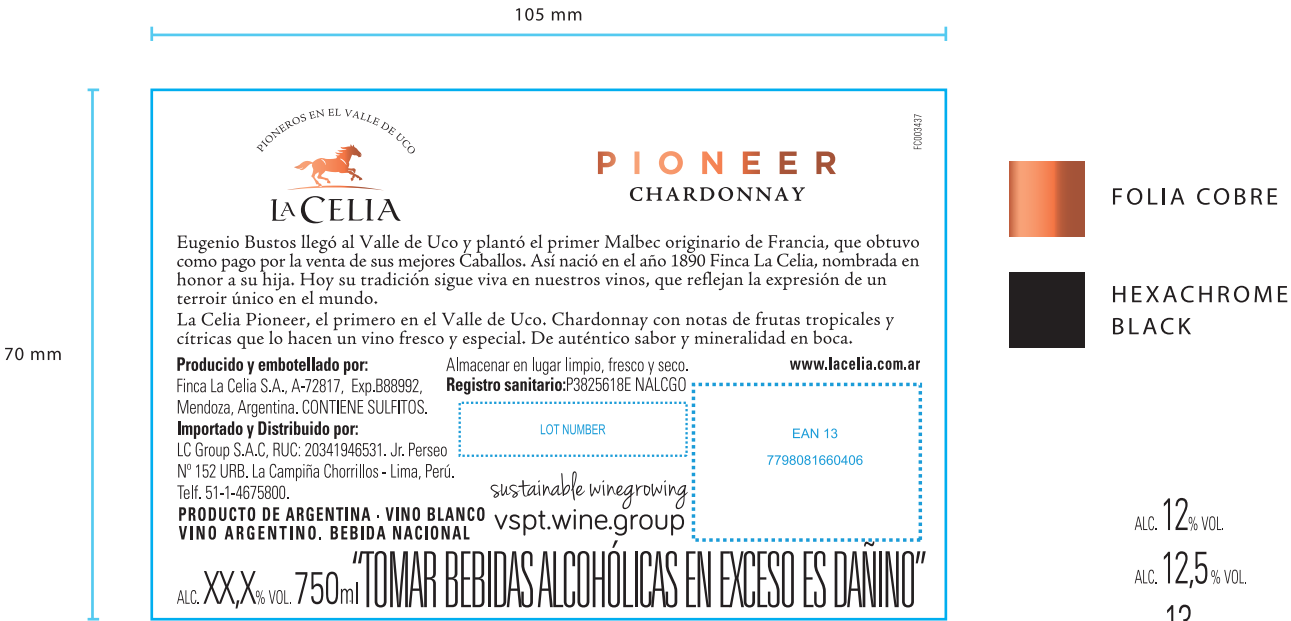 105 mm
70 mm
PIONEROS EN EL VALLE DE UCO
LA CELIA
PIONEER
CHARDONNAY
FC003437
Eugenio Bustos llegó al Valle de Uco y plantó el primer Malbec originario de Francia, que obtuvo
como pago por la venta de sus mejores Caballos. Así nació en el año 1890 Finca La Celia, nombrada en
honor a su hija. Hoy su tradición sigue viva en nuestros vinos, que reflejan la expresión de un
terroir único en el mundo.
La Celia Pioneer, el primero en el Valle de Uco. Chardonnay con notas de frutas tropicales y
cítricas que lo hacen un vino fresco y especial. De auténtico sabor y mineralidad en boca.
Producido y embotellado por:
Finca La Celia S.A., A-72817, Exp.B88992,
Mendoza, Argentina. CONTIENE SULFITOS.
Importado y Distribuido por:
LC Group S.A.C, RUC: 20341946531. Jr. Perseo
Nº 152 URB. La Campiña Chorrillos - Lima, Perú.
Telf. 51-1-4675800.
PRODUCTO DE ARGENTINA · VINO BLANCO
VINO ARGENTINO. BEBIDA NACIONAL
Almacenar en lugar limpio, fresco y seco.
Registro sanitario:P3825618E NALCGO
LOT NUMBER
sustainable winegrowing
vspt.wine.group
www.lacelia.com.ar
EAN 13
7798081660406
ALC. XX,X% VOL. 750ml "TOMAR BEBIDAS ALCOHÓLICAS EN EXCESO ES DAÑINO"
FOLIA COBRE
HEXACHROME
BLACK
ALC. 12% VOL.
ALC. 12,5% VOL.